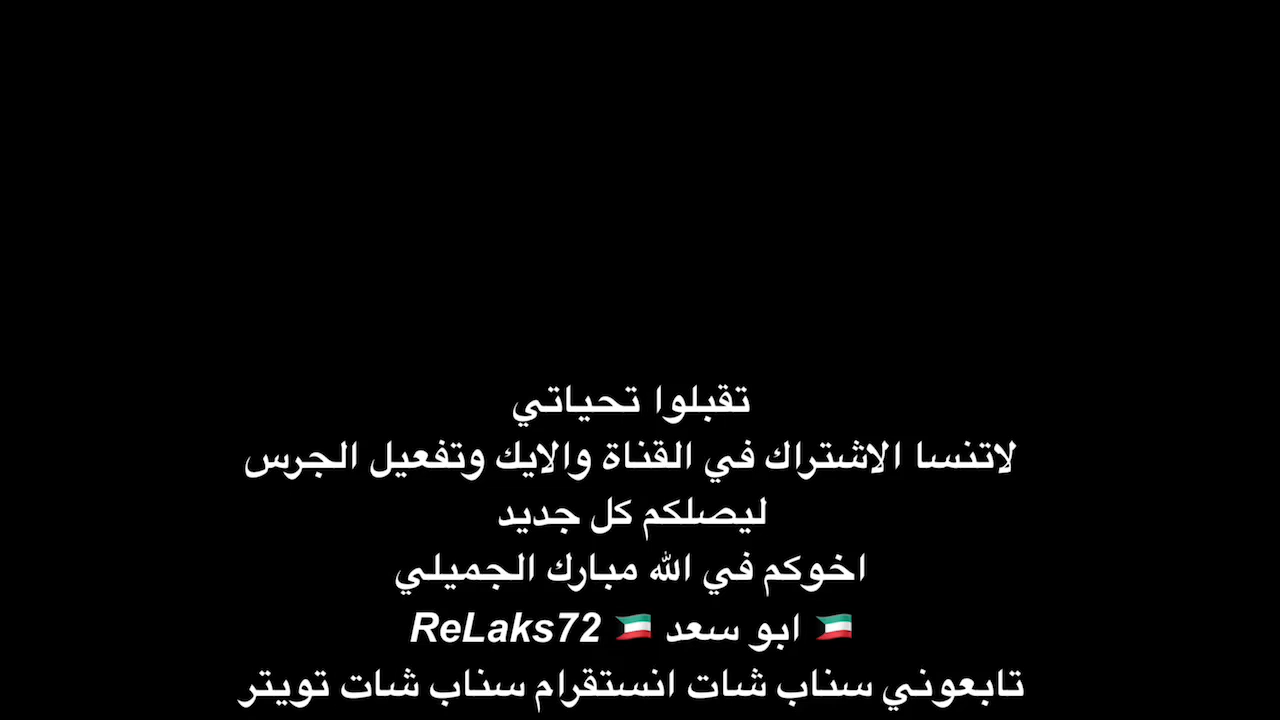 تقبلوا تحياتي
لاتنسا الاشتراك في القناة والايك وتفعيل الجرس
ليصلكم كل جديد
اخوكم في الله مبارك الجميلي
🇰🇼 ابو سعد 🇰🇼 ReLaks72
تابعوني سناب شات انستقرام سناب شات تويتر